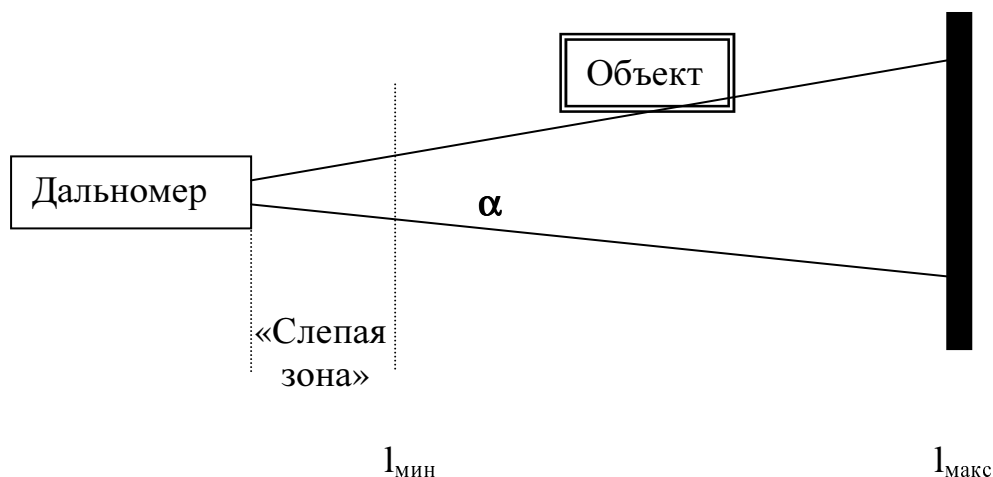 Объект
Дальномер
α
«Слепая
зона»
lмин
lмакс